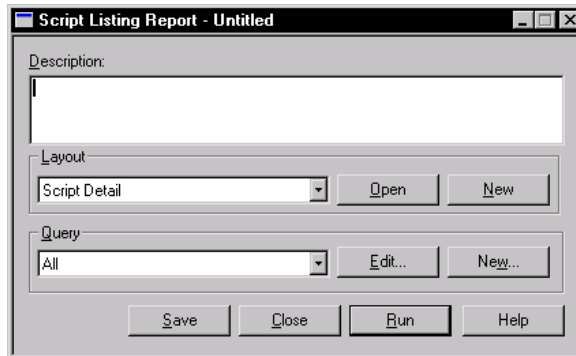 Script Listing Report - Untitled
Description:
Layout
Script Detail
Open
New
Query
All
Edit...
New...
Save
Close
Run
Help